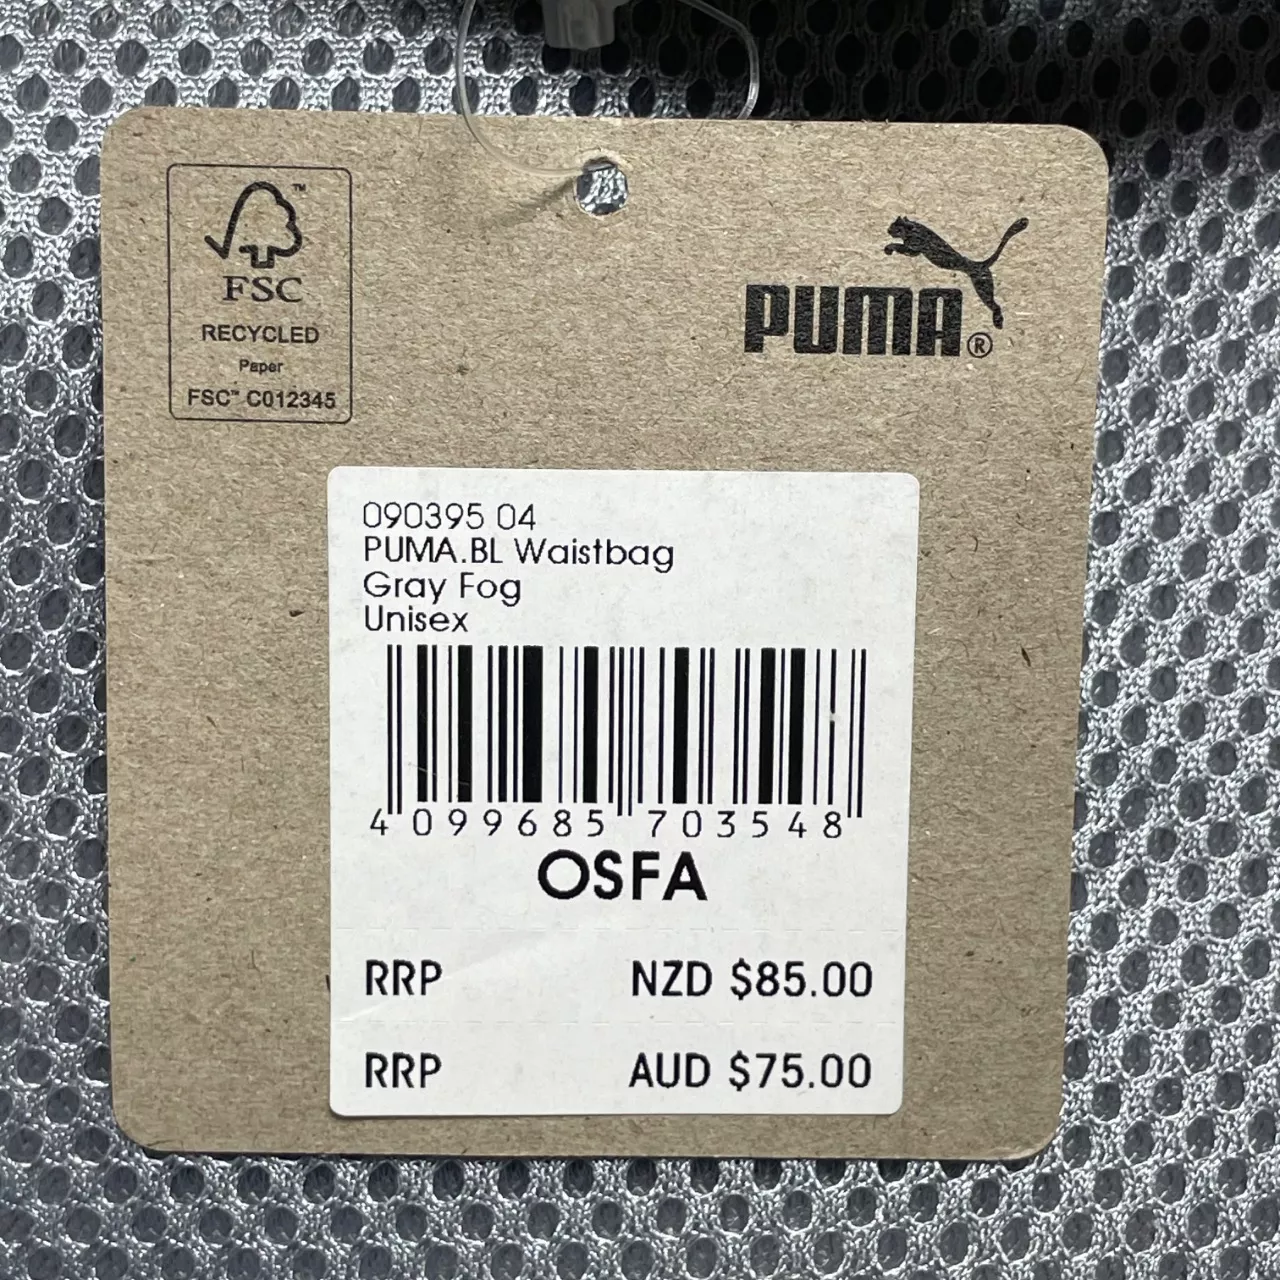 FSC™
RECYCLED
Paper
FSC™ C012345
PUMA®
090395 04
PUMA.BL Waistbag
Gray Fog
Unisex
4 099685 703548
OSFA
RRP NZD $85.00
RRP AUD $75.00